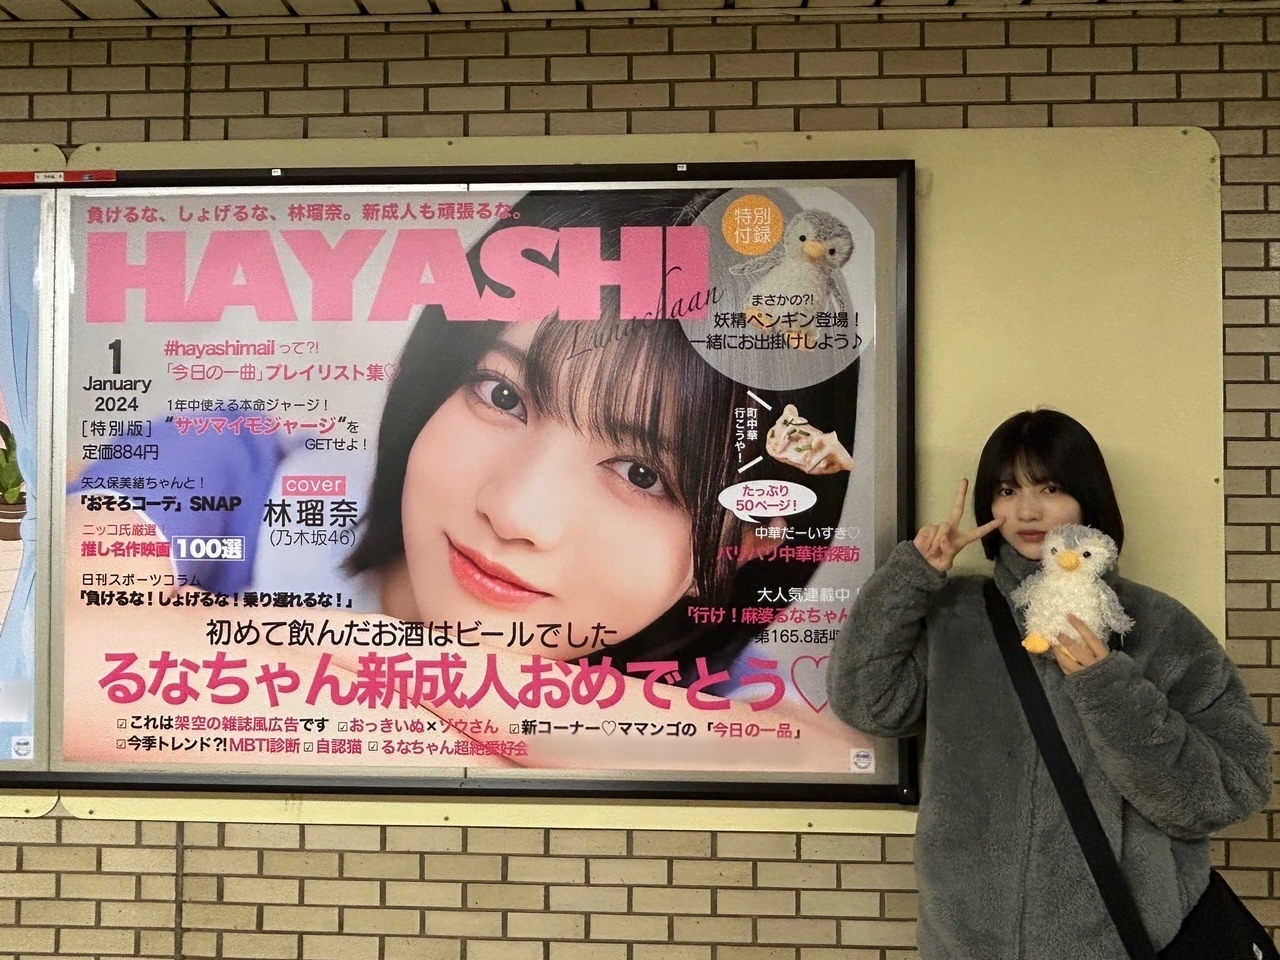 負けるな、しょげるな、林瑠奈。新成人も頑張るな。
HAYASHI
Lunachaan
特別
付録
まさかの?!
妖精ペンギン登場！
一緒にお出掛けしよう♪
1
January
2024
[特別版]
定価884円
#hayashimailって?!
「今日の一曲」プレイリスト集♡
1年中使える本命ジャージ！
“サツマイモジャージ“を
GETせよ！
矢久保美緒ちゃんと！
「おそろコーデ」SNAP
ニッコ氏厳選！
推し名作映画100選
日刊スポーツコラム
「負けるな！しょげるな！乗り遅れるな！」
cover
林瑠奈
（乃木坂46）
町中華
行こうや！
たっぷり
50ページ！
中華だーいすき♡
バリバリ中華街探訪
大人気連載中！
「行け！麻婆るなちゃん
第165.8話
初めて飲んだお酒はビールでした
るなちゃん新成人おめでとう♡
☑これは架空の雑誌風広告です ☑おっきいぬ×ゾウさん ☑新コーナー♡ママンゴの「今日の一品」
☑今季トレンド?!MBTI診断 ☑自認猫 ☑るなちゃん超絶愛好会